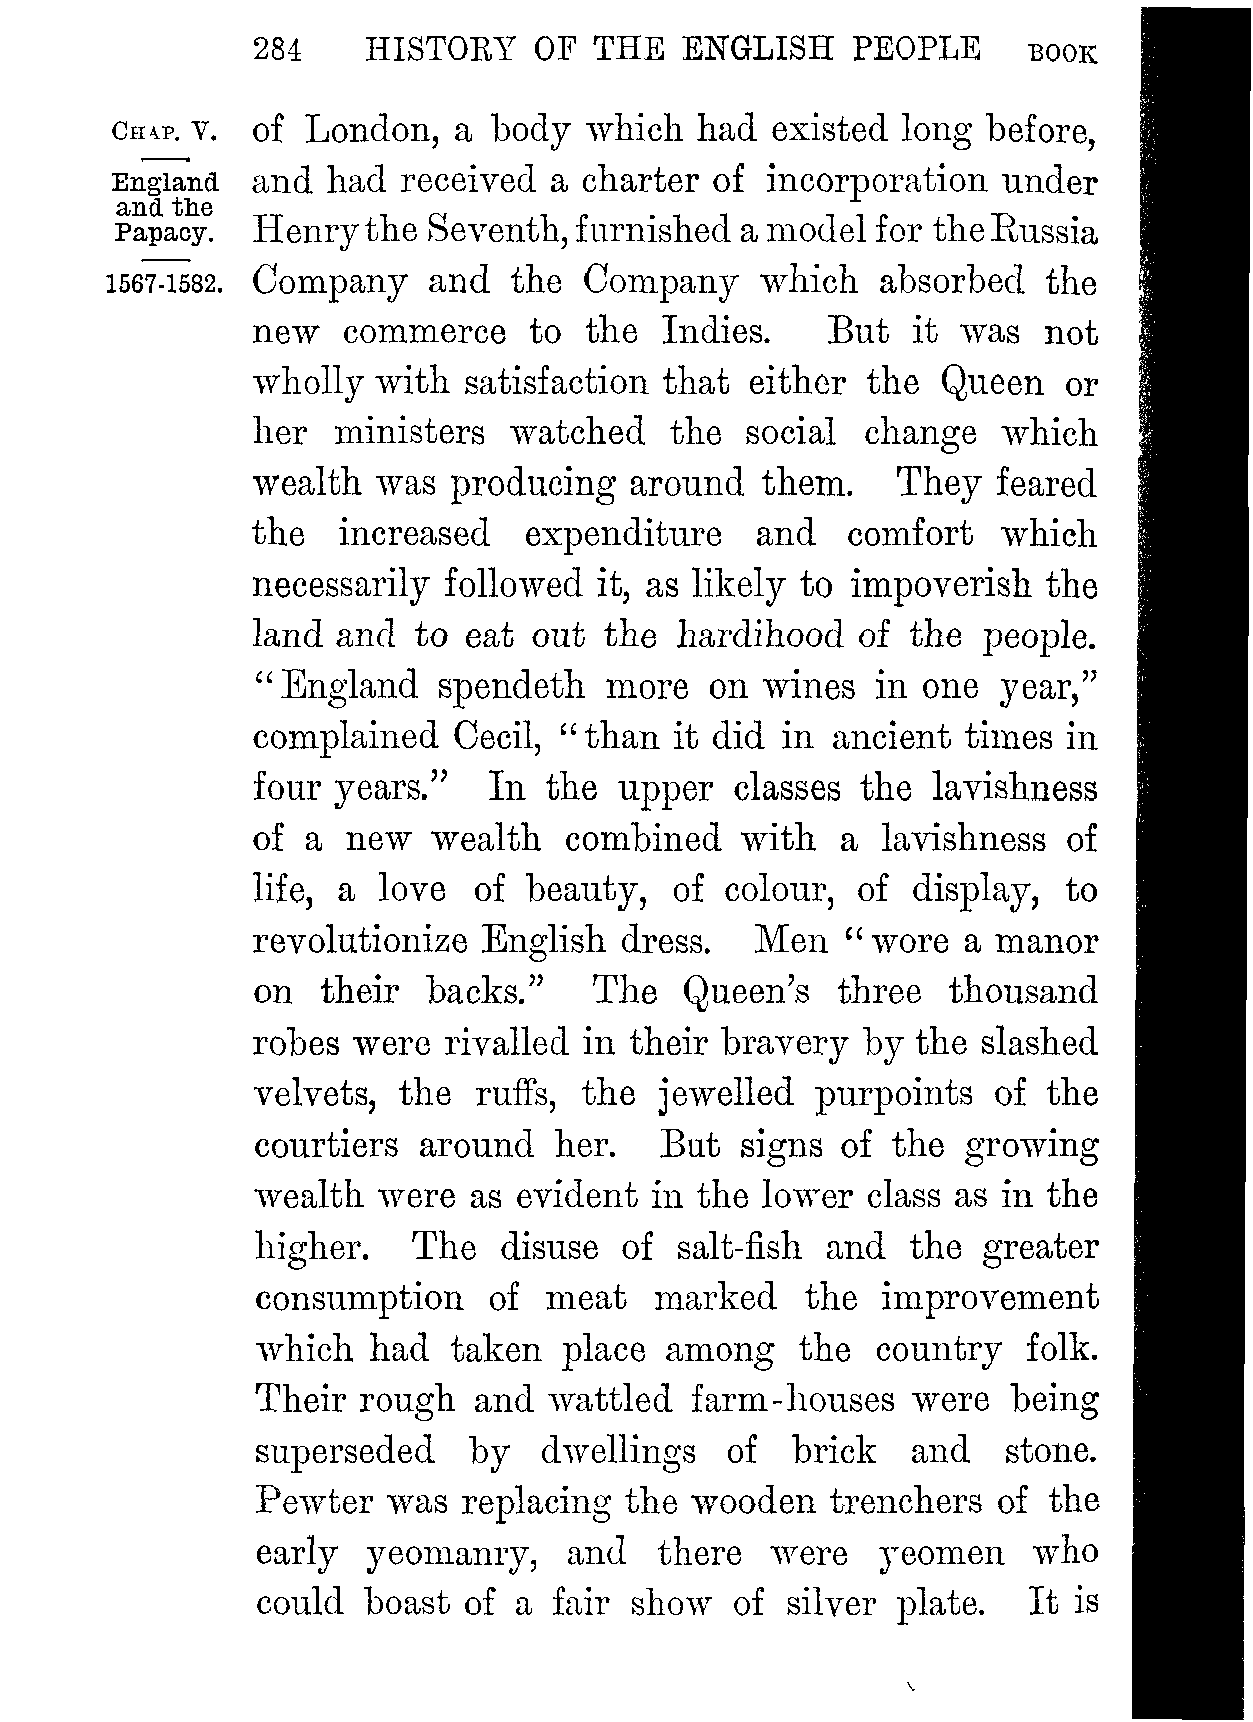 284 HISTORY OF THE ENGLISH PEOPLE BOOK
CHAP. V.
England
and the
Papacy.
1567-1582.
of London, a body which had existed long before,
and had received a charter of incorporation under
Henry the Seventh, furnished a model for the Russia
Company and the Company which absorbed the
new commerce to the Indies. But it was not
wholly with satisfaction that either the Queen or
her ministers watched the social change which
wealth was producing around them. They feared
the increased expenditure and comfort which
necessarily followed it, as likely to impoverish the
land and to eat out the hardihood of the people.
"England spendeth more on wines in one year,"
complained Cecil, "than it did in ancient times in
four years." In the upper classes the lavishness
of a new wealth combined with a lavishness of
life, a love of beauty, of colour, of display, to
revolutionize English dress. Men "wore a manor
on their backs." The Queen's three thousand
robes were rivalled in their bravery by the slashed
velvets, the ruffs, the jewelled purpoints of the
courtiers around her. But signs of the growing
wealth were as evident in the lower class as in the
higher. The disuse of salt-fish and the greater
consumption of meat marked the improvement
which had taken place among the country folk.
Their rough and wattled farm-houses were being
superseded by dwellings of brick and stone.
Pewter was replacing the wooden trenchers of the
early yeomanry, and there were yeomen who
could boast of a fair show of silver plate. It is